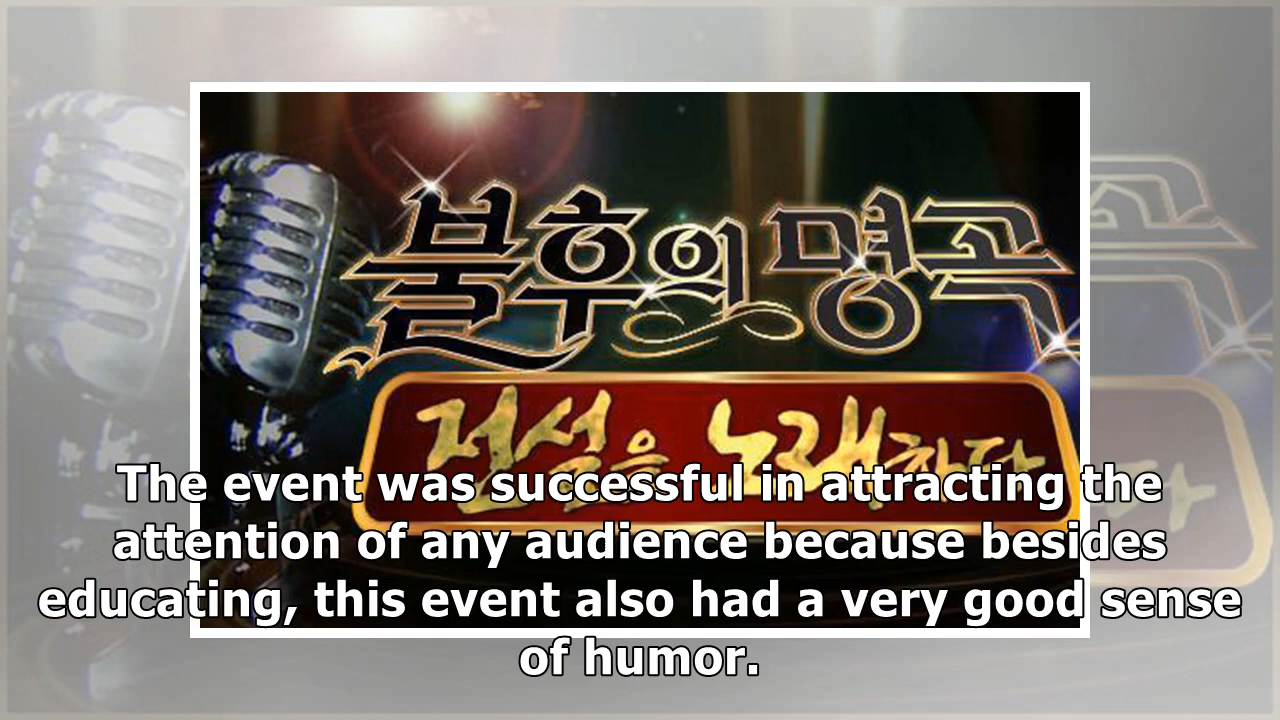 불후의 명곡
전설을 노래하다
The event was successful in attracting the
attention of any audience because besides
educating, this event also had a very good sense
of humor.